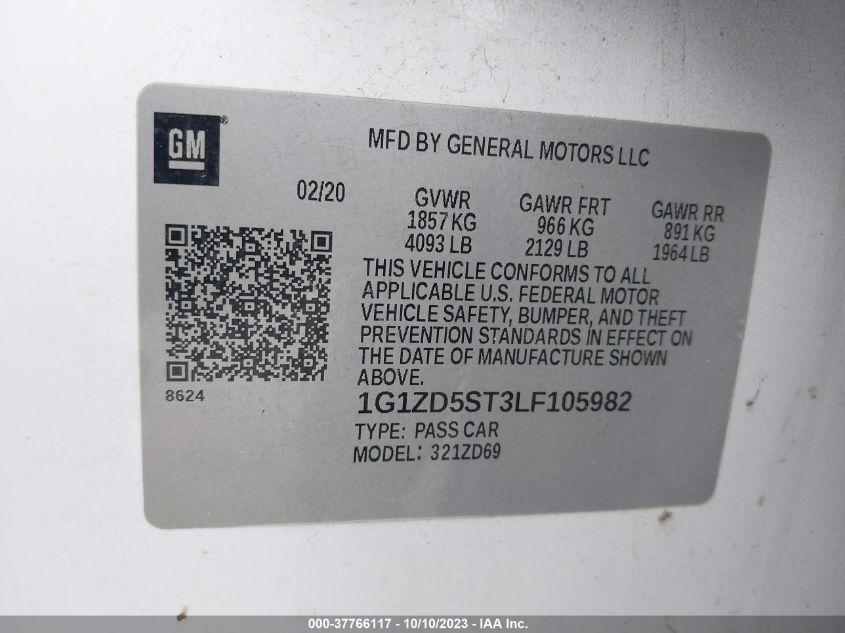 GM®
MFD BY GENERAL MOTORS LLC
02/20
GVWR
1857 KG
4093 LB
GAWR FRT
966 KG
2129 LB
GAWR RR
891 KG
1964 LB
THIS VEHICLE CONFORMS TO ALL
APPLICABLE U.S. FEDERAL MOTOR
VEHICLE SAFETY, BUMPER, AND THEFT
PREVENTION STANDARDS IN EFFECT ON
THE DATE OF MANUFACTURE SHOWN
ABOVE.
8624
1G1ZD5ST3LF105982
TYPE: PASS CAR
MODEL: 321ZD69
000-37766117 - 10/10/2023 - IAA Inc.